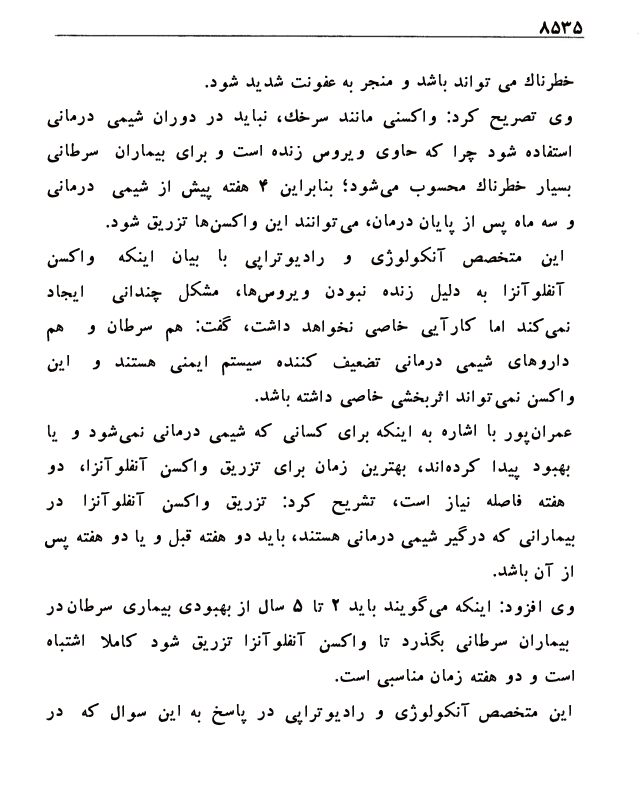 ۸۵۳۵
خطرناك می تواند باشد و منجر به عفونت شدید شود.
وی تصریح کرد: واکسنی مانند سرخك، نباید در دوران شیمی درمانی
استفاده شود چرا که حاوی ویروس زنده است و برای بیماران سرطانی
بسیار خطرناك محسوب می‌شود؛ بنابراین ۴ هفته پیش از شیمی درمانی
و سه ماه پس از پایان درمان، می‌توانند این واکسن‌ها تزریق شود.
این متخصص آنکولوژی و رادیوتراپی با بیان اینکه واکسن
آنفلوآنزا به دلیل زنده نبودن ویروس‌ها، مشکل چندانی ایجاد
نمی‌کند اما کارآیی خاصی نخواهد داشت، گفت: هم سرطان و هم
داروهای شیمی درمانی تضعیف کننده سیستم ایمنی هستند و این
واکسن نمی‌تواند اثربخشی خاصی داشته باشد.
عمران‌پور با اشاره به اینکه برای کسانی که شیمی درمانی نمی‌شود و یا
بهبود پیدا کرده‌اند، بهترین زمان برای تزریق واکسن آنفلوآنزا، دو
هفته فاصله نیاز است، تشریح کرد: تزریق واکسن آنفلوآنزا در
بیمارانی که درگیر شیمی درمانی هستند، باید دو هفته قبل و یا دو هفته پس
از آن باشد.
وی افزود: اینکه می‌گویند باید ۲ تا ۵ سال از بهبودی بیماری سرطان در
بیماران سرطانی بگذرد تا واکسن آنفلوآنزا تزریق شود کاملا اشتباه
است و دو هفته زمان مناسبی است.
این متخصص آنکولوژی و رادیوتراپی در پاسخ به این سوال که در